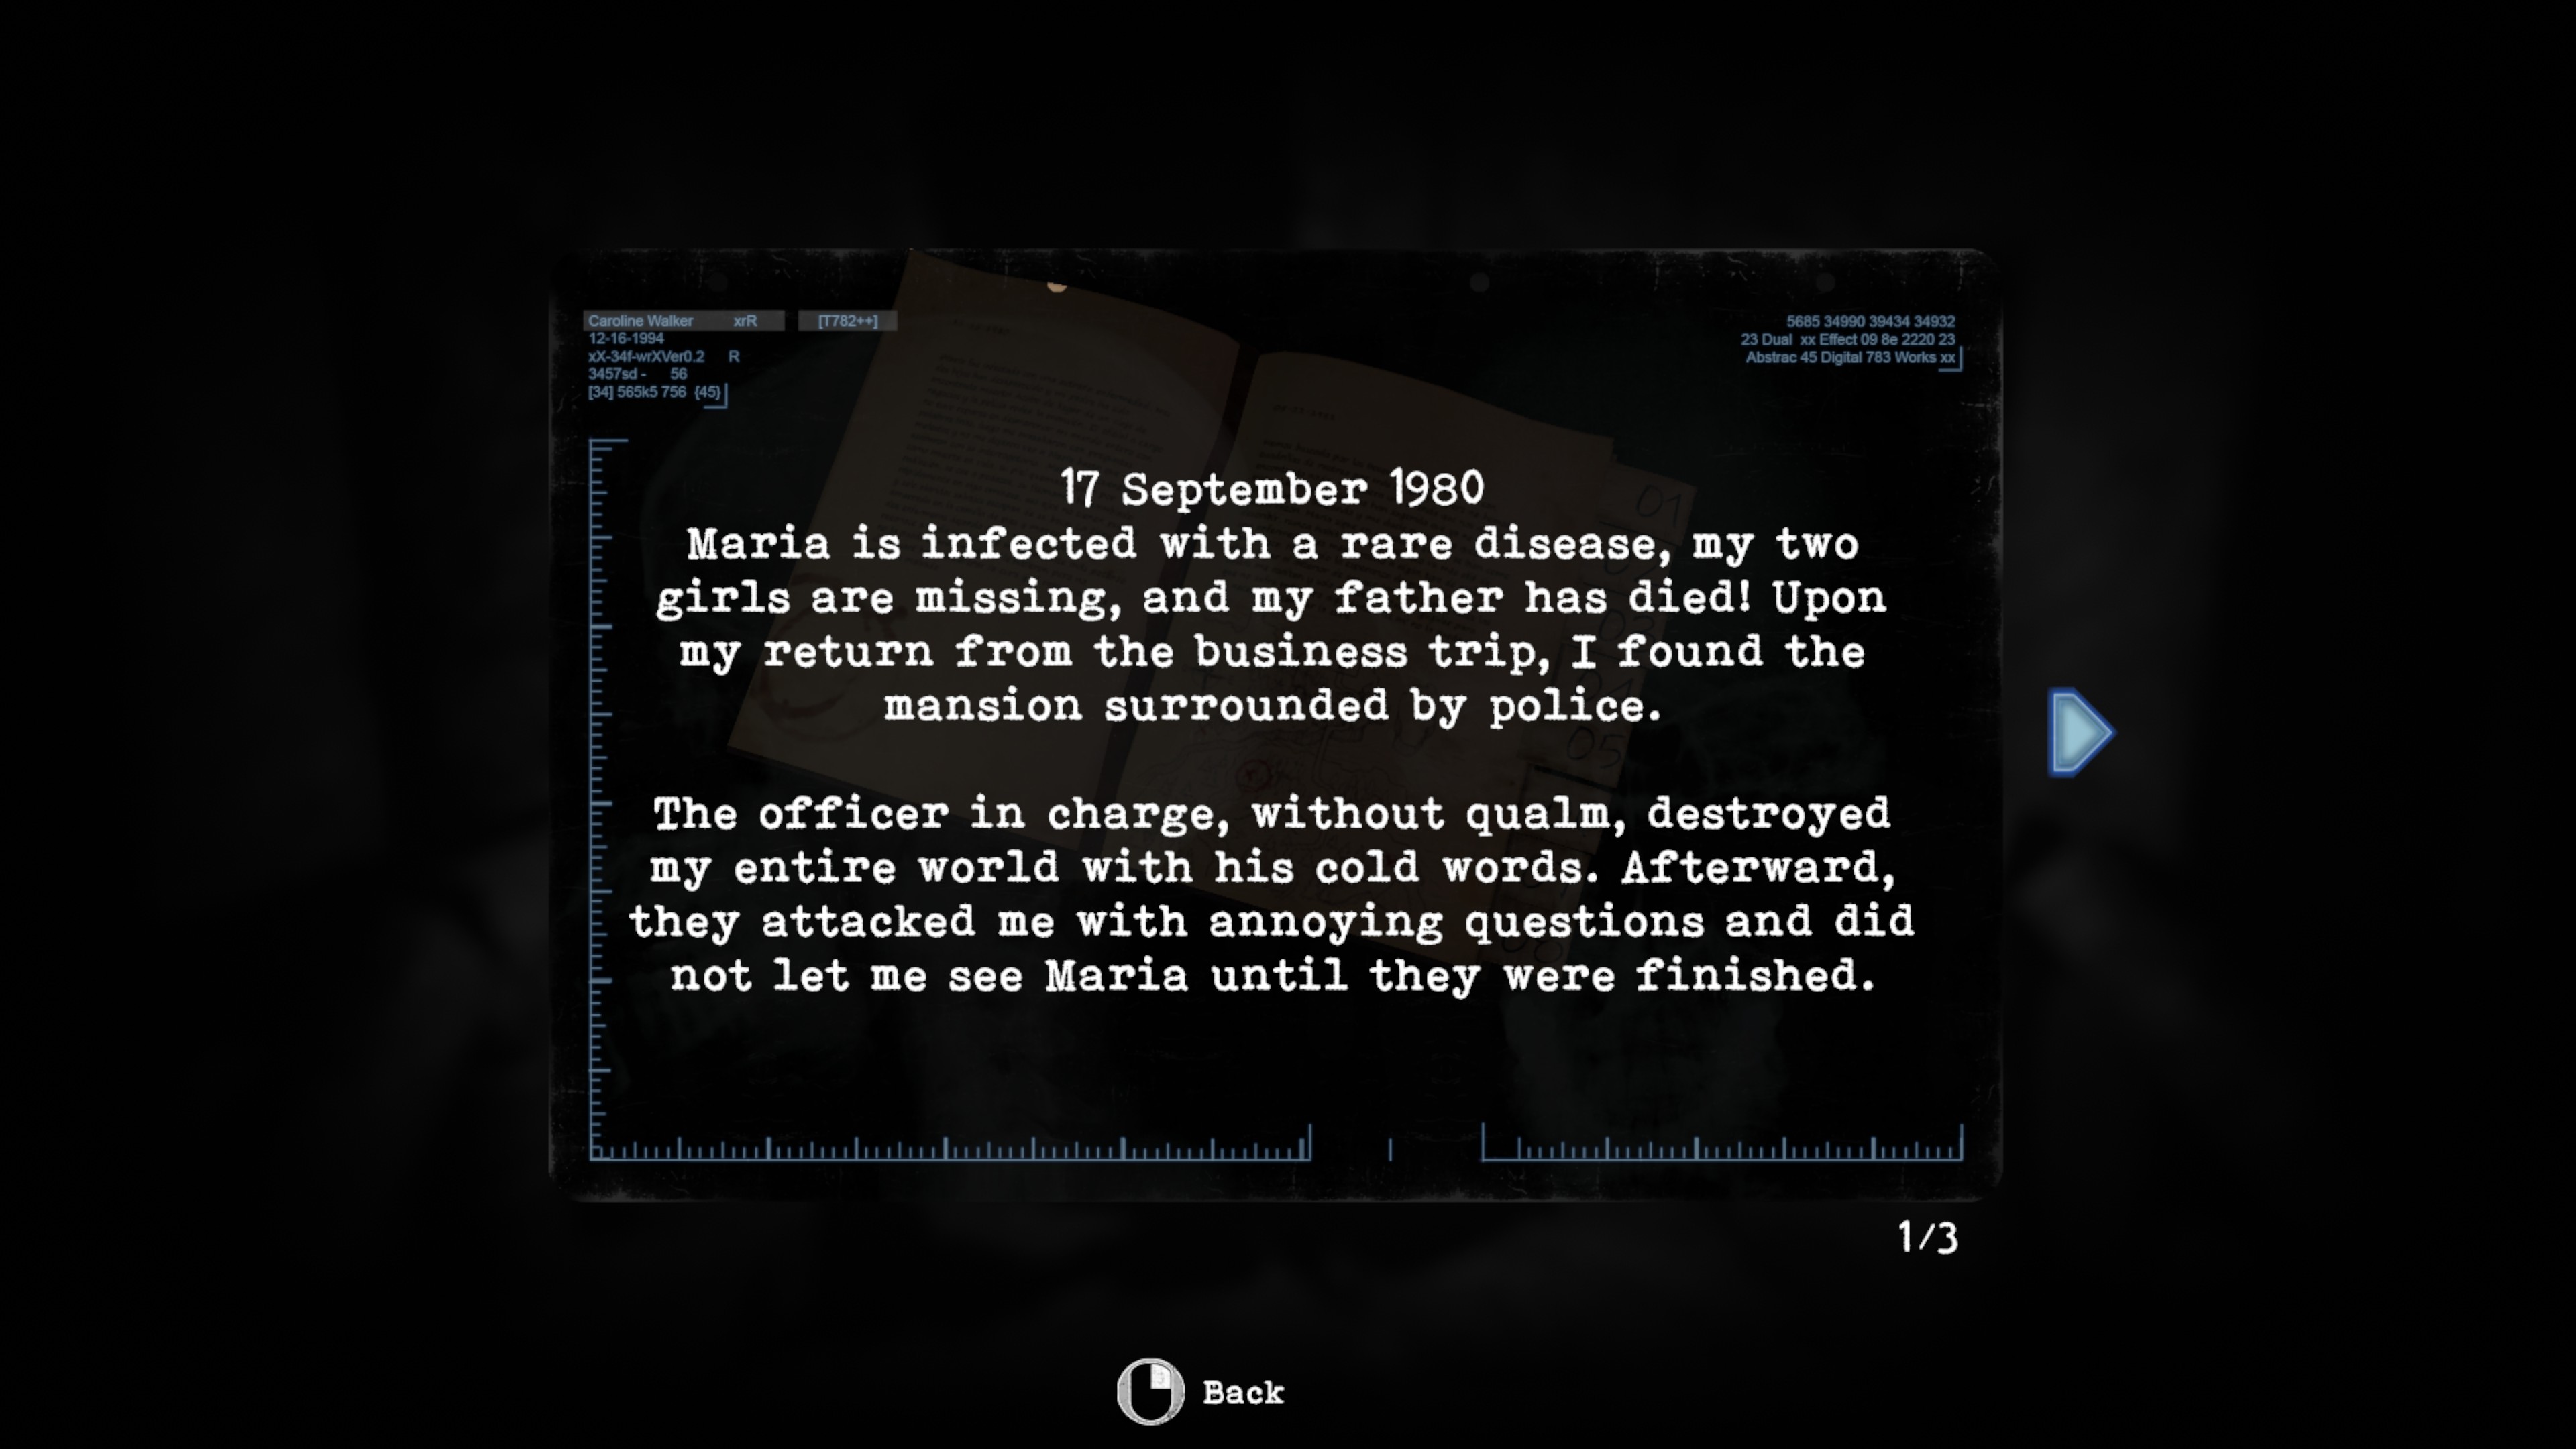 Caroline Walker xrR [T782++]
12-16-1994
xX-34f-wrXVer0.2 R
3457sd - 56
[34] 565k5 756 {45}
5685 34990 39434 34932
23 Dual xx Effect 09 8e 2220 23
Abstrac 45 Digital 783 Works xx
17 September 1980
Maria is infected with a rare disease, my two
girls are missing, and my father has died! Upon
my return from the business trip, I found the
mansion surrounded by police.
The officer in charge, without qualm, destroyed
my entire world with his cold words. Afterward,
they attacked me with annoying questions and did
not let me see Maria until they were finished.
01
03
05
1/3
Back